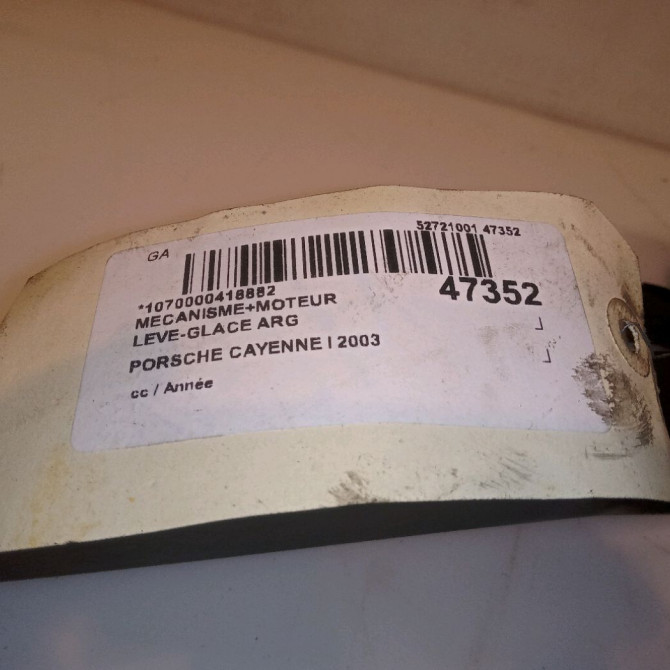 52721001 47352
GA
47352
*1070000418882
MECANISME+MOTEUR
LEVE-GLACE ARG
PORSCHE CAYENNE I 2003
cc / Année